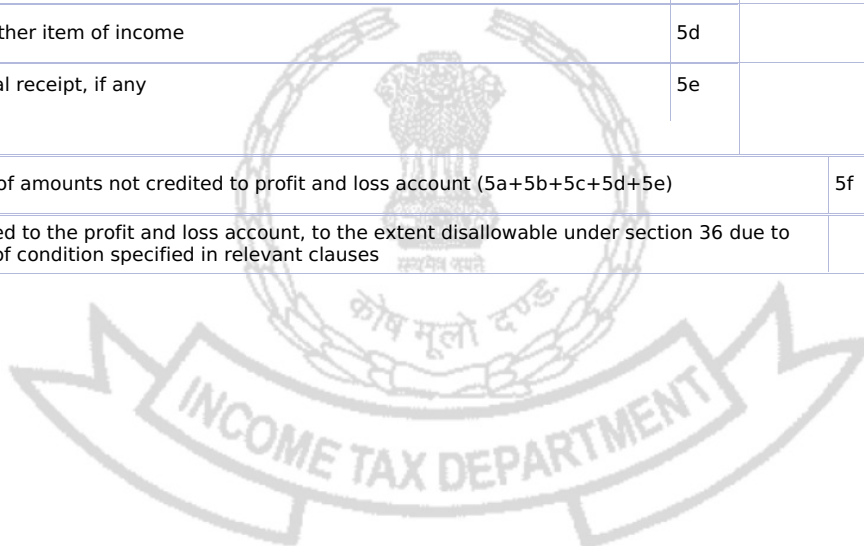 ther item of income 5d
al receipt, if any 5e
of amounts not credited to profit and loss account (5a+5b+5c+5d+5e) 5f
ed to the profit and loss account, to the extent disallowable under section 36 due to
of condition specified in relevant clauses
सत्यमेव जयते
कोष मूलो दण्डः
INCOME TAX DEPARTMENT